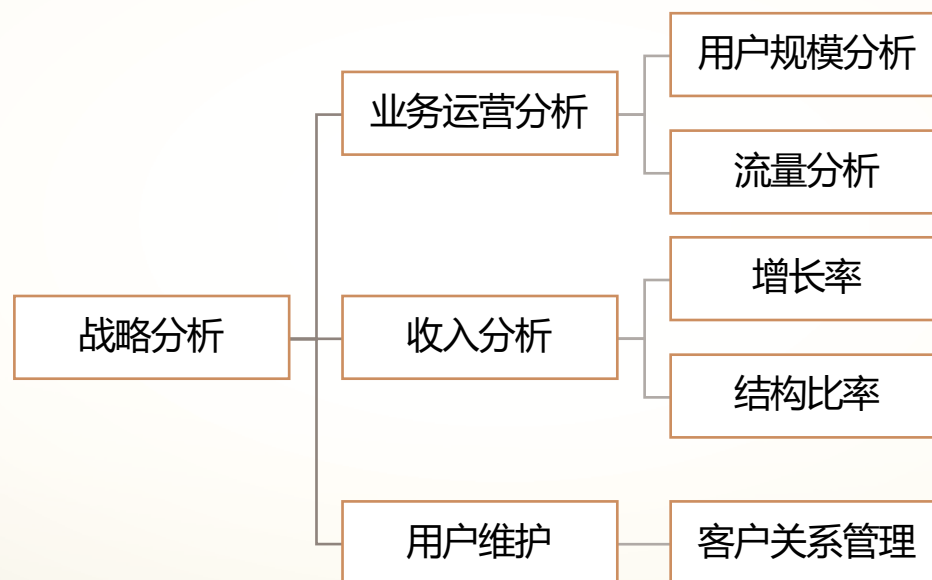 用户规模分析
业务运营分析
流量分析
增长率
战略分析
收入分析
结构比率
用户维护
客户关系管理